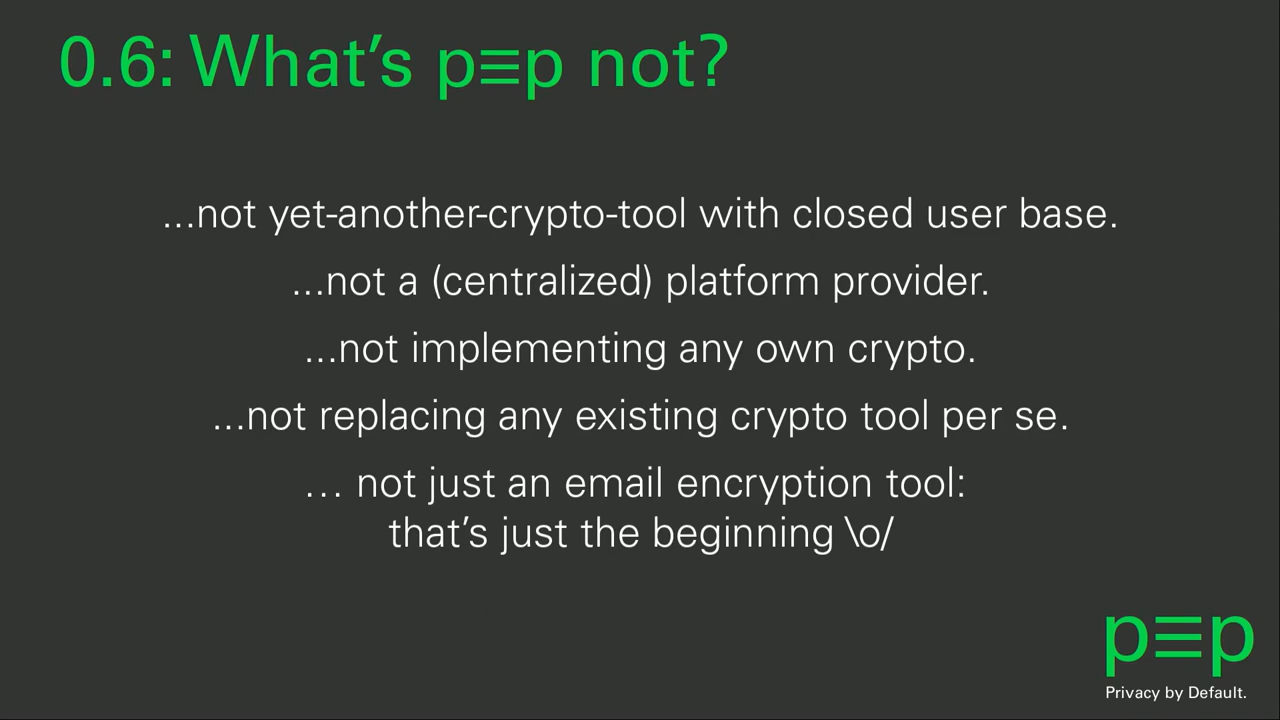 0.6: What’s p≡p not?
...not yet-another-crypto-tool with closed user base.
...not a (centralized) platform provider.
...not implementing any own crypto.
...not replacing any existing crypto tool per se.
... not just an email encryption tool:
that’s just the beginning \o/
p≡p
Privacy by Default.